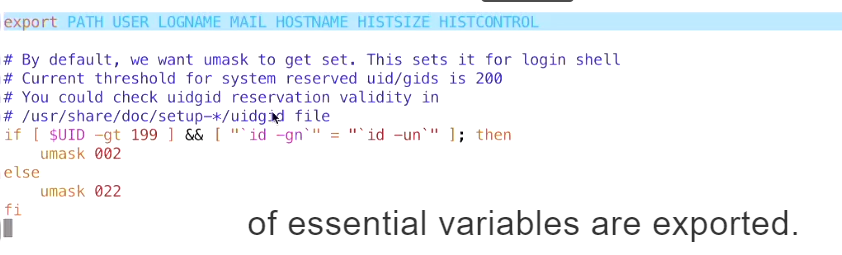 export PATH USER LOGNAME MAIL HOSTNAME HISTSIZE HISTCONTROL
# By default, we want umask to get set. This sets it for login shell
# Current threshold for system reserved uid/gids is 200
# You could check uidgid reservation validity in
# /usr/share/doc/setup-*/uidgid file
if [ $UID -gt 199 ] && [ "`id -gn`" = "`id -un`" ]; then
    umask 002
else
    umask 022
fi
of essential variables are exported.